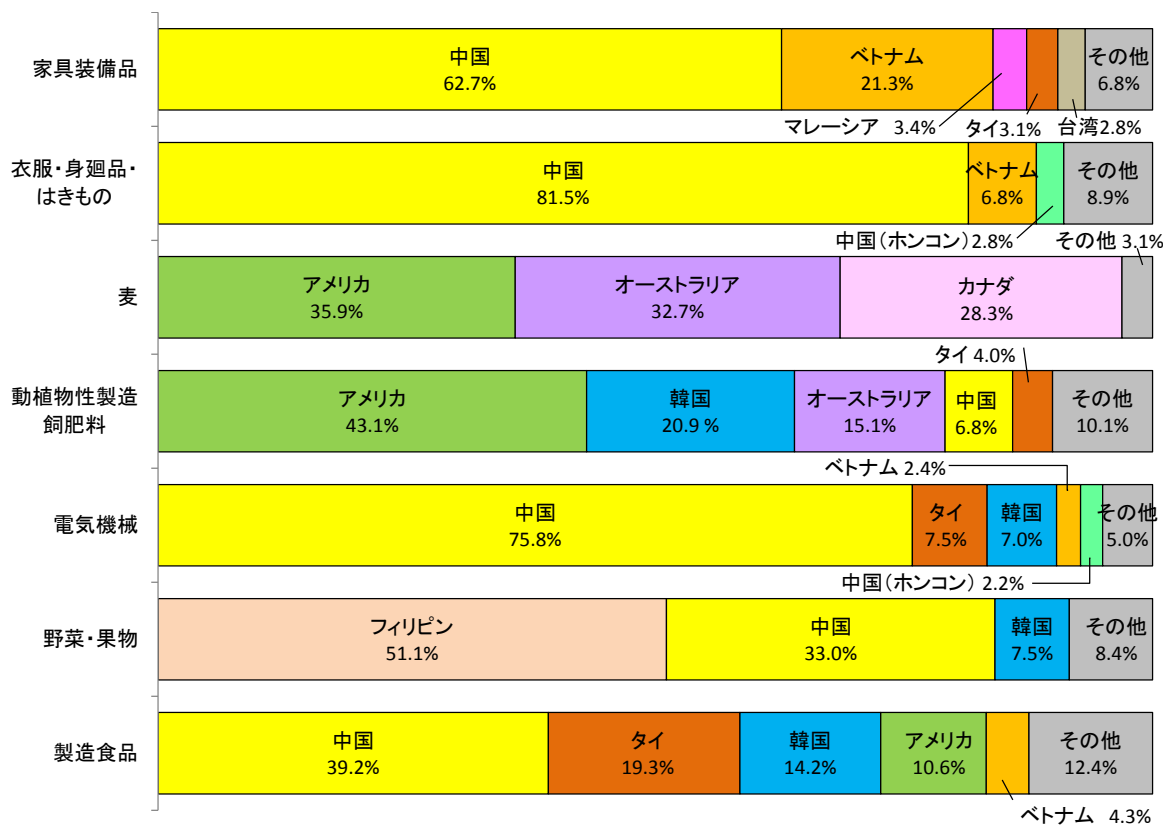 家具装備品
中国
62.7%
ベトナム
21.3%
その他
6.8%
マレーシア 3.4%
タイ3.1%
台湾2.8%
衣服・身廻品・
はきもの
中国
81.5%
ベトナム
6.8%
その他
8.9%
中国（ホンコン）2.8%
その他 3.1%
麦
アメリカ
35.9%
オーストラリア
32.7%
カナダ
28.3%
タイ 4.0%
動植物性製造
飼肥料
アメリカ
43.1%
韓国
20.9 %
オーストラリア
15.1%
中国
6.8%
その他
10.1%
ベトナム 2.4%
電気機械
中国
75.8%
タイ
7.5%
韓国
7.0%
その他
5.0%
中国（ホンコン） 2.2%
野菜・果物
フィリピン
51.1%
中国
33.0%
韓国
7.5%
その他
8.4%
製造食品
中国
39.2%
タイ
19.3%
韓国
14.2%
アメリカ
10.6%
その他
12.4%
ベトナム 4.3%